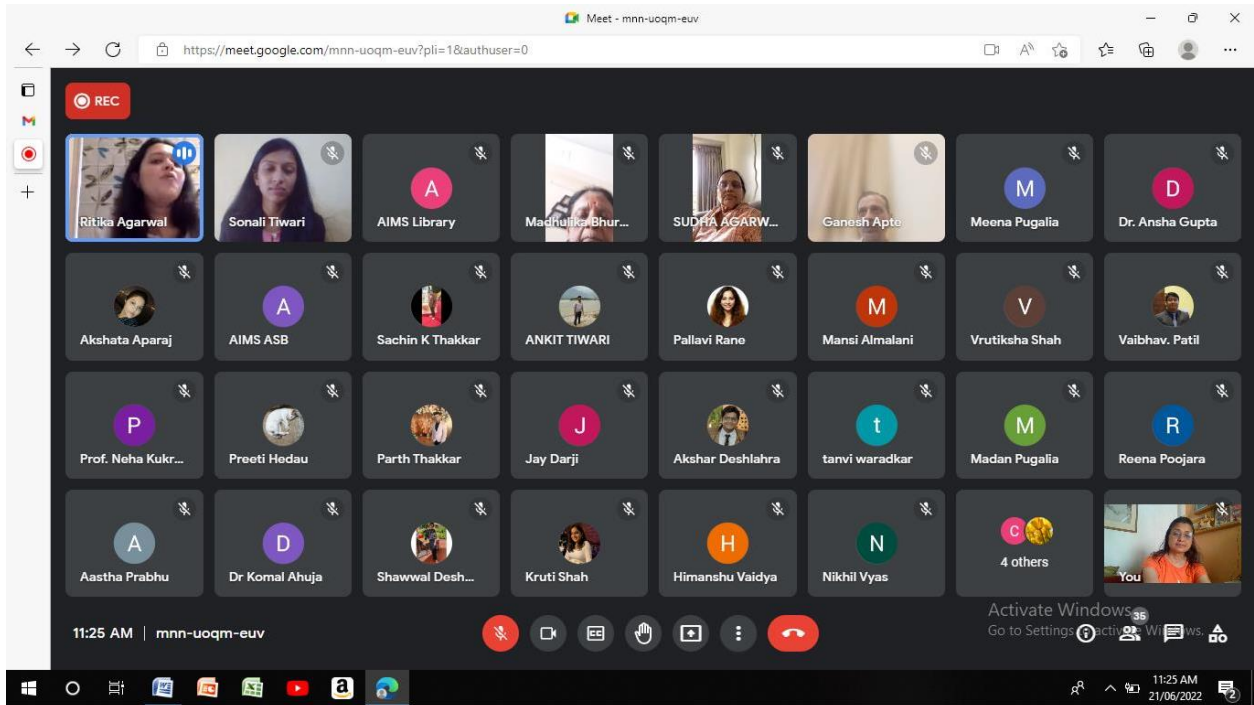 Meet - mnn-uoqm-euv
https://meet.google.com/mnn-uoqm-euv?pli=1&authuser=0
REC
Ritika Agarwal
Sonali Tiwari
A
AIMS Library
Madhulika Bhur...
SUDHA AGARW...
Ganesh Apte
M
Meena Pugalia
D
Dr. Ansha Gupta
Akshata Aparaj
A
AIMS ASB
Sachin K Thakkar
ANKIT TIWARI
Pallavi Rane
M
Mansi Almalani
V
Vrutiksha Shah
Vaibhav. Patil
P
Prof. Neha Kukr...
Preeti Hedau
Parth Thakkar
J
Jay Darji
Akshar Deshlahra
t
tanvi waradkar
M
Madan Pugalia
R
Reena Poojara
A
Aastha Prabhu
D
Dr Komal Ahuja
Shawwal Desh...
Kruti Shah
H
Himanshu Vaidya
N
Nikhil Vyas
C
4 others
You
11:25 AM | mnn-uoqm-euv
CC
Activate Windows
Go to Settings
35
a
11:25 AM
21/06/2022
2